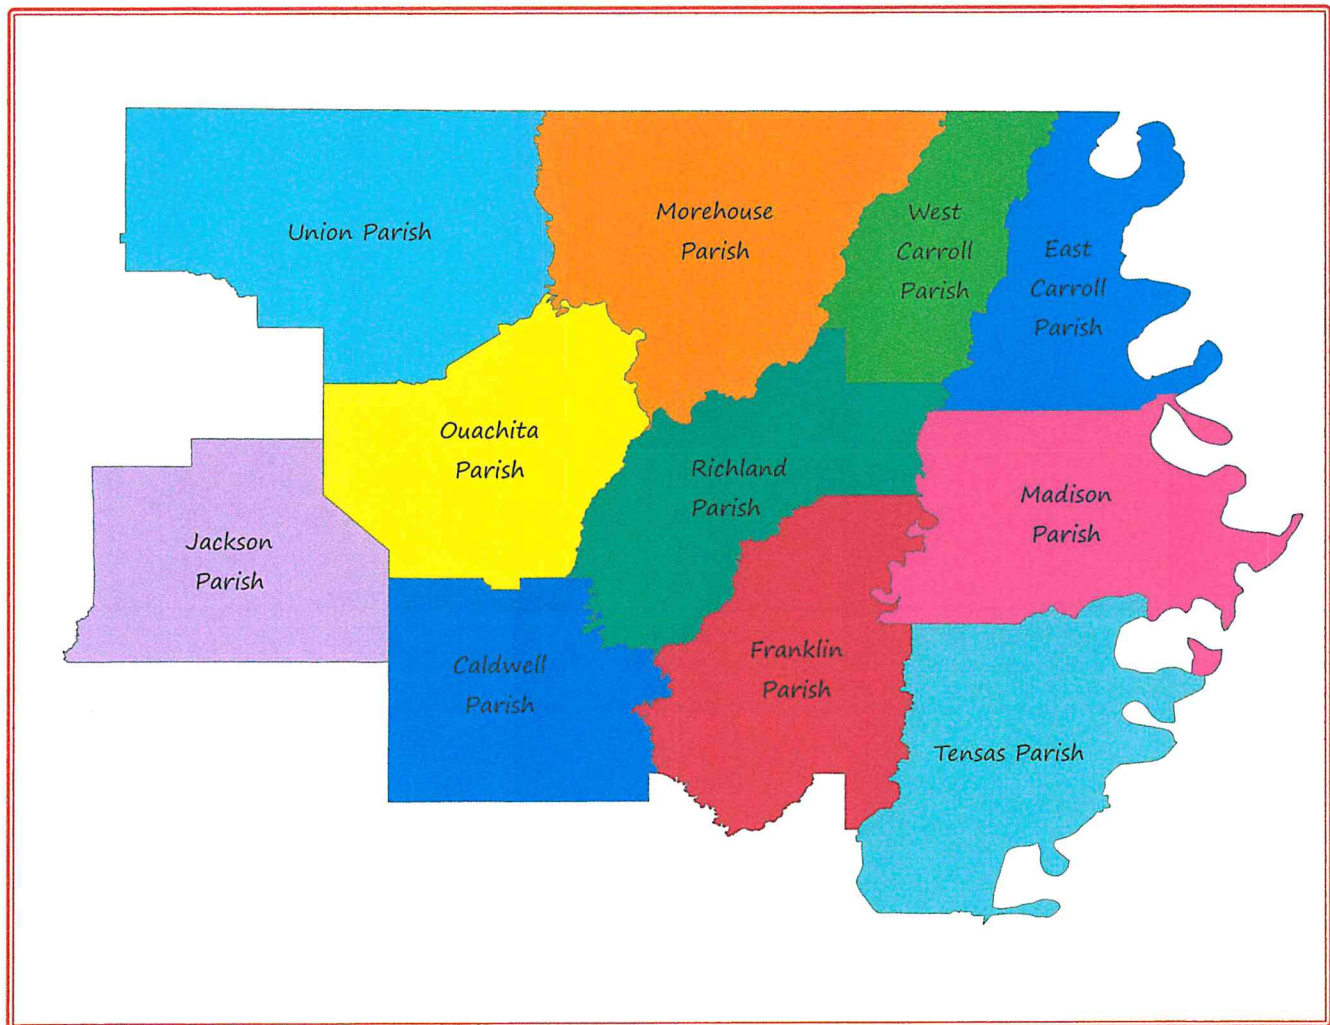 Union Parish
Morehouse
Parish
West
Carroll
Parish
East
Carroll
Parish
Ouachita
Parish
Richland
Parish
Madison
Parish
Jackson
Parish
Caldwell
Parish
Franklin
Parish
Tensas Parish